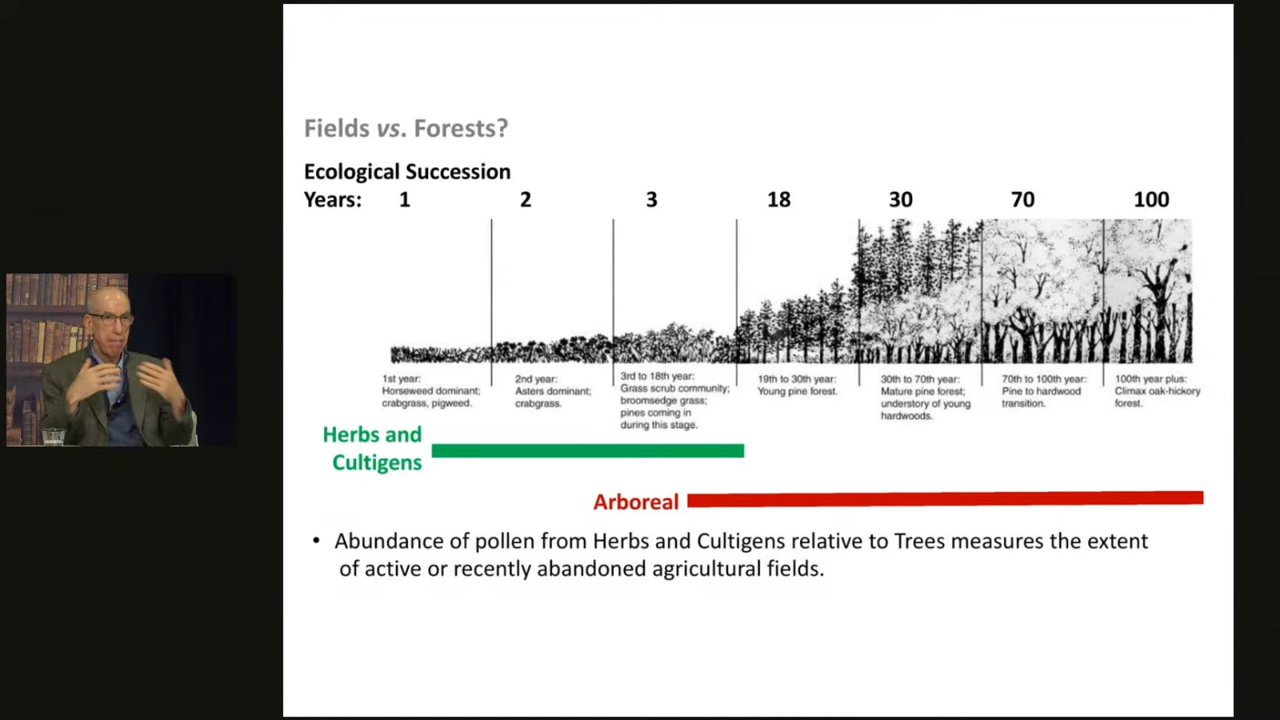 Fields vs. Forests?
Ecological Succession
Years: 1 2 3 18 30 70 100
1st year:
Horseweed dominant;
crabgrass, pigweed.
2nd year:
Asters dominant;
crabgrass.
3rd to 18th year:
Grass scrub community;
broomsedge grass;
pines coming in
during this stage.
19th to 30th year:
Young pine forest.
30th to 70th year:
Mature pine forest;
understory of young
hardwoods.
70th to 100th year:
Pine to hardwood
transition.
100th year plus:
Climax oak-hickory
forest.
Herbs and
Cultigens
Arboreal
• Abundance of pollen from Herbs and Cultigens relative to Trees measures the extent
of active or recently abandoned agricultural fields.